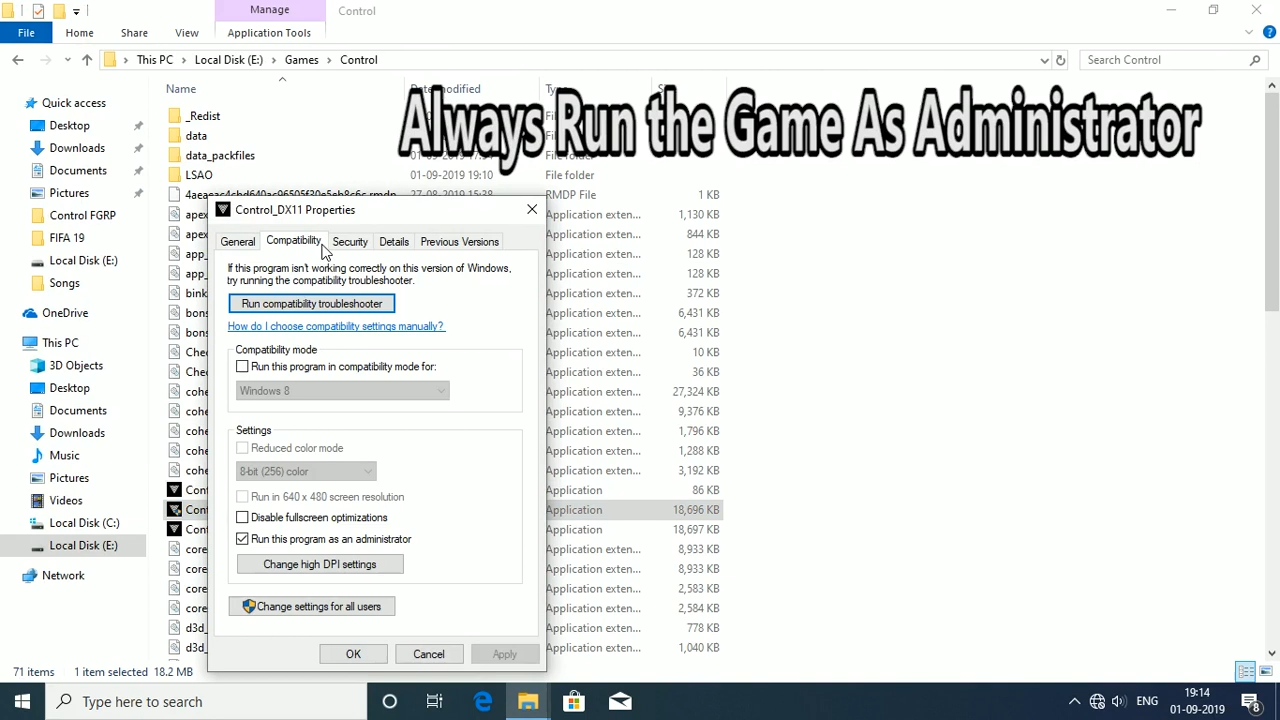 Manage
Control
File
Home
Share
View
Application Tools
This PC
Local Disk (E:)
Games
Control
Search Control
Name
Date modified
Always Run the Game As Administrator
Quick access
Desktop
Downloads
Documents
Pictures
Control FGRP
FIFA 19
Local Disk (E:)
Songs
OneDrive
This PC
3D Objects
Desktop
Documents
Downloads
Music
Pictures
Videos
Local Disk (C:)
Local Disk (E:)
Network
_Redist
data
data_packfiles
File folder
LSAO 01-09-2019 19:10 File folder
RMDP File 1 KB
Application exten... 1,130 KB
Application exten... 844 KB
Application exten... 128 KB
Application exten... 128 KB
Application exten... 372 KB
Application exten... 6,431 KB
Application exten... 6,431 KB
Application exten... 10 KB
Application exten... 36 KB
Application exten... 27,324 KB
Application exten... 9,376 KB
Application exten... 1,796 KB
Application exten... 1,288 KB
Application exten... 3,192 KB
Application 86 KB
Application 18,696 KB
Application 18,697 KB
Application exten... 8,933 KB
Application exten... 8,933 KB
Application exten... 2,583 KB
Application exten... 2,584 KB
Application exten... 778 KB
Application exten... 1,040 KB
Control_DX11 Properties
General
Compatibility
Security
Details
Previous Versions
If this program isn't working correctly on this version of Windows,
try running the compatibility troubleshooter.
Run compatibility troubleshooter
How do I choose compatibility settings manually?
Compatibility mode
Run this program in compatibility mode for:
Windows 8
Settings
Reduced color mode
8-bit (256) color
Run in 640 x 480 screen resolution
Disable fullscreen optimizations
Run this program as an administrator
Change high DPI settings
Change settings for all users
OK
Cancel
Apply
71 items
1 item selected 18.2 MB
Type here to search
ENG
19:14
01-09-2019
8